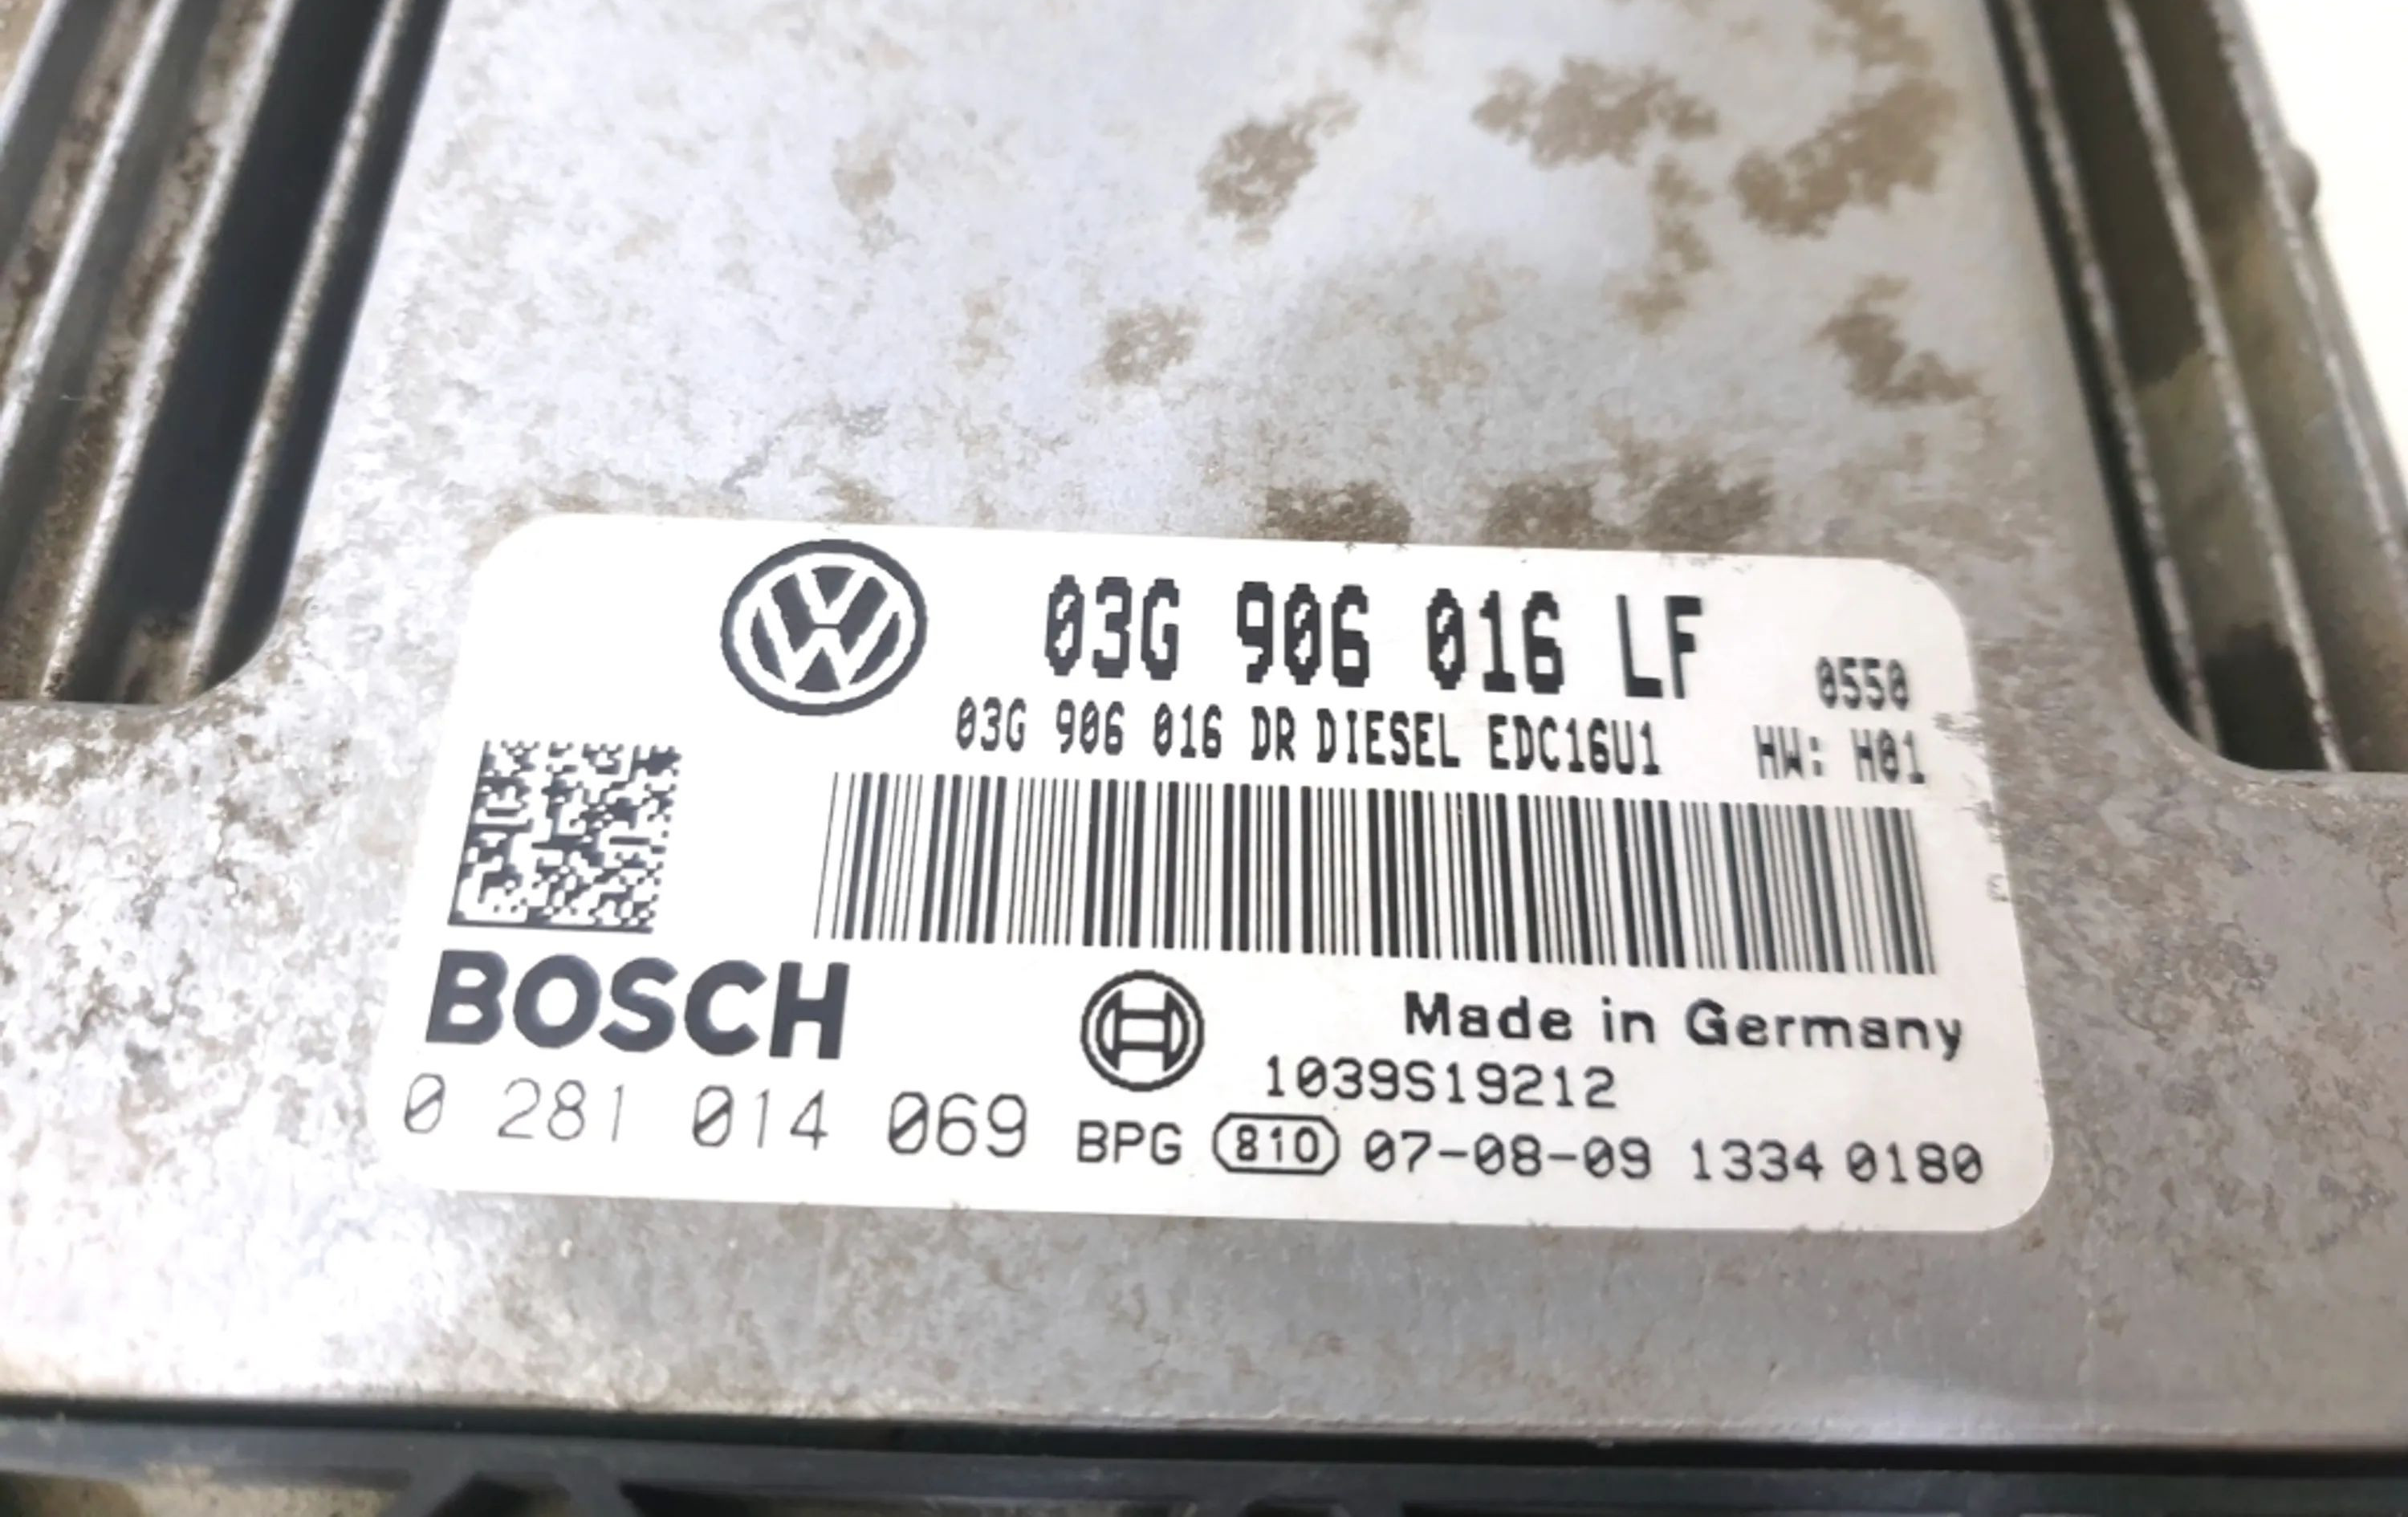 03G 906 016 LF
0550
03G 906 016 DR DIESEL EDC16U1 HW: H01
BOSCH
Made in Germany
1039S19212
0 281 014 069 BPG 810 07-08-09 1334 0180